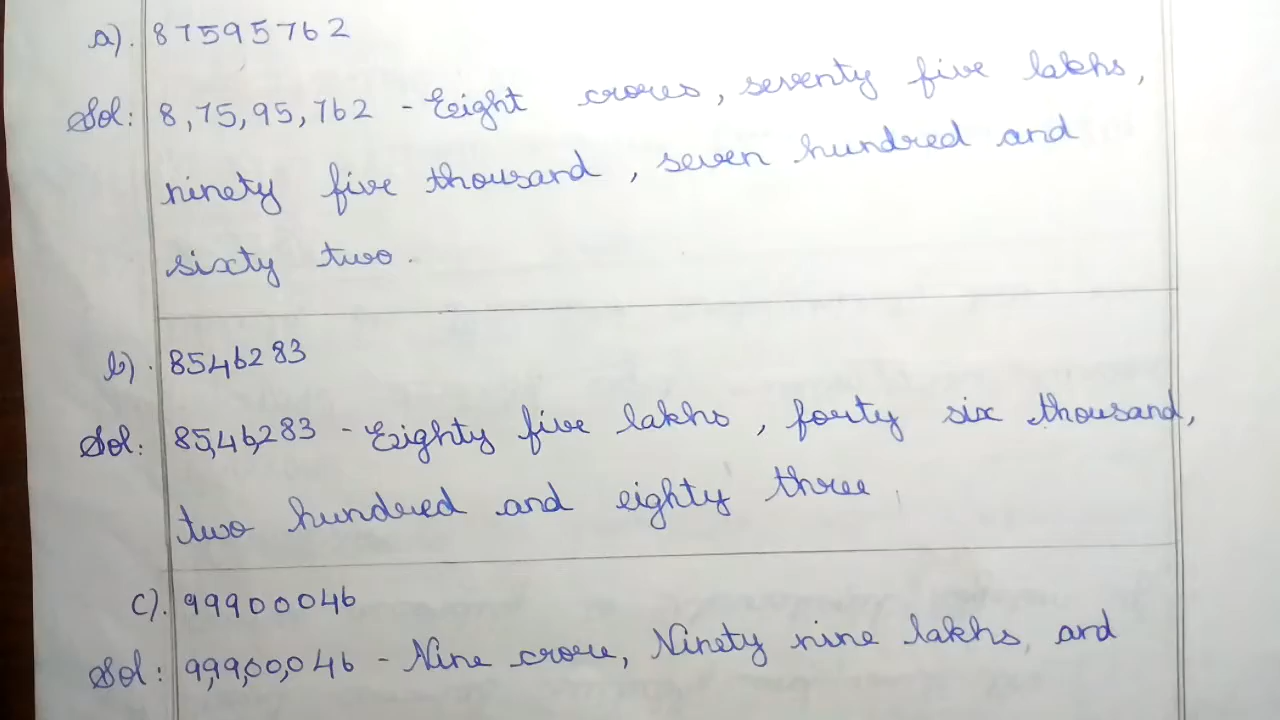 a). 87595762
Sol: 8,75,95,762 - Eight crores, seventy five lakhs,
ninety five thousand, seven hundred and
sixty two.
b). 8546283
Sol: 85,46,283 - Eighty five lakhs, forty six thousand,
two hundred and eighty three.
c). 99900046
Sol: 9,99,00,046 - Nine crore, Ninety nine lakhs, and